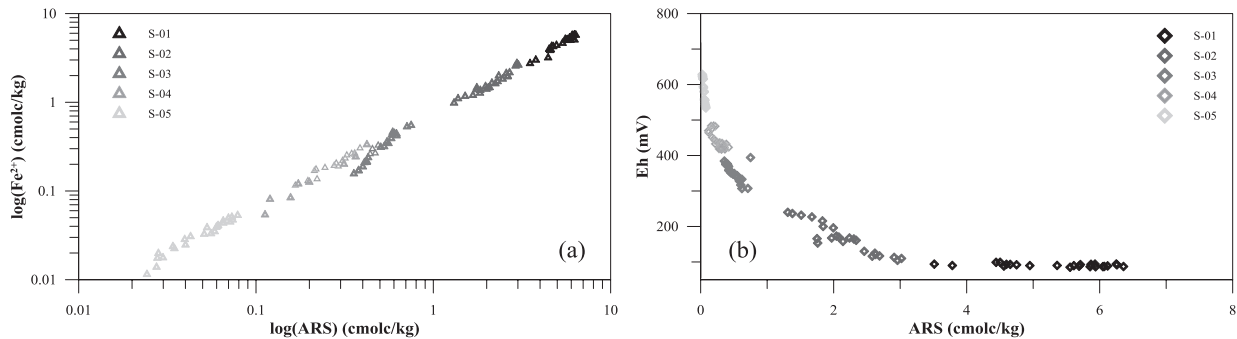 10
1
0.1
0.01
log(Fe²⁺) (cmolc/kg)
S-01
S-02
S-03
S-04
S-05
(a)
0.01 0.1 1 10
log(ARS) (cmolc/kg)
800
600
400
200
0
Eh (mV)
S-01
S-02
S-03
S-04
S-05
(b)
0 2 4 6 8
ARS (cmolc/kg)